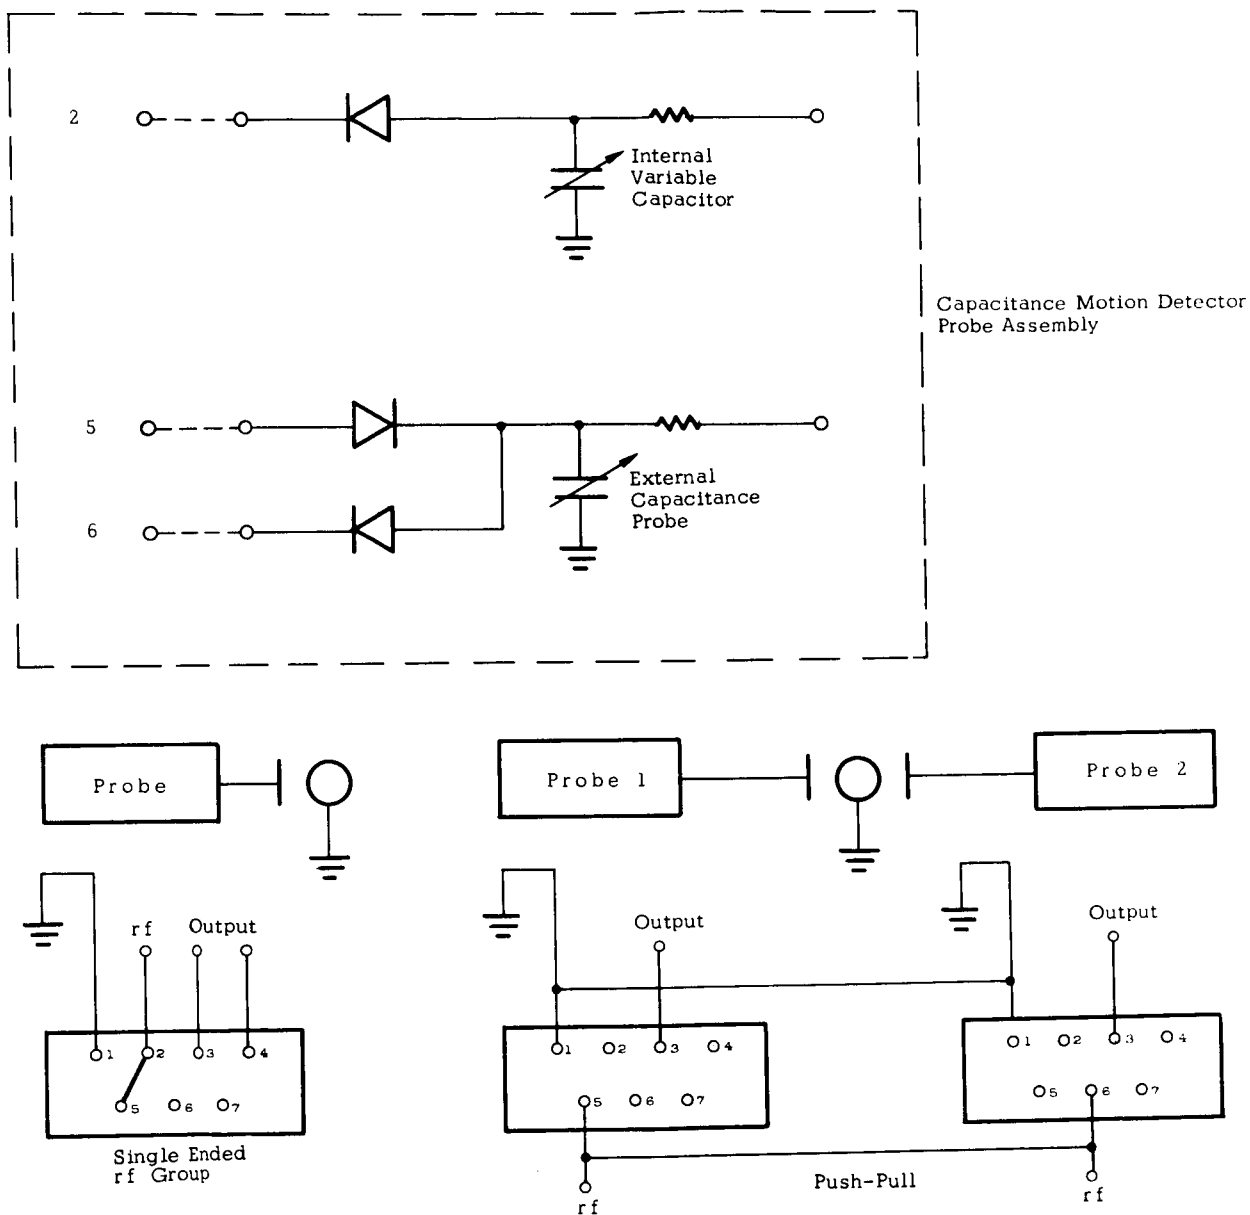 2
Internal
Variable
Capacitor
Capacitance Motion Detector
Probe Assembly
5
External
Capacitance
Probe
6
Probe
Probe 1
Probe 2
rf
Output
Output
Output
1 2 3 4
5 6 7
1 2 3 4
5 6 7
1 2 3 4
5 6 7
Single Ended
rf Group
Push-Pull
rf
rf